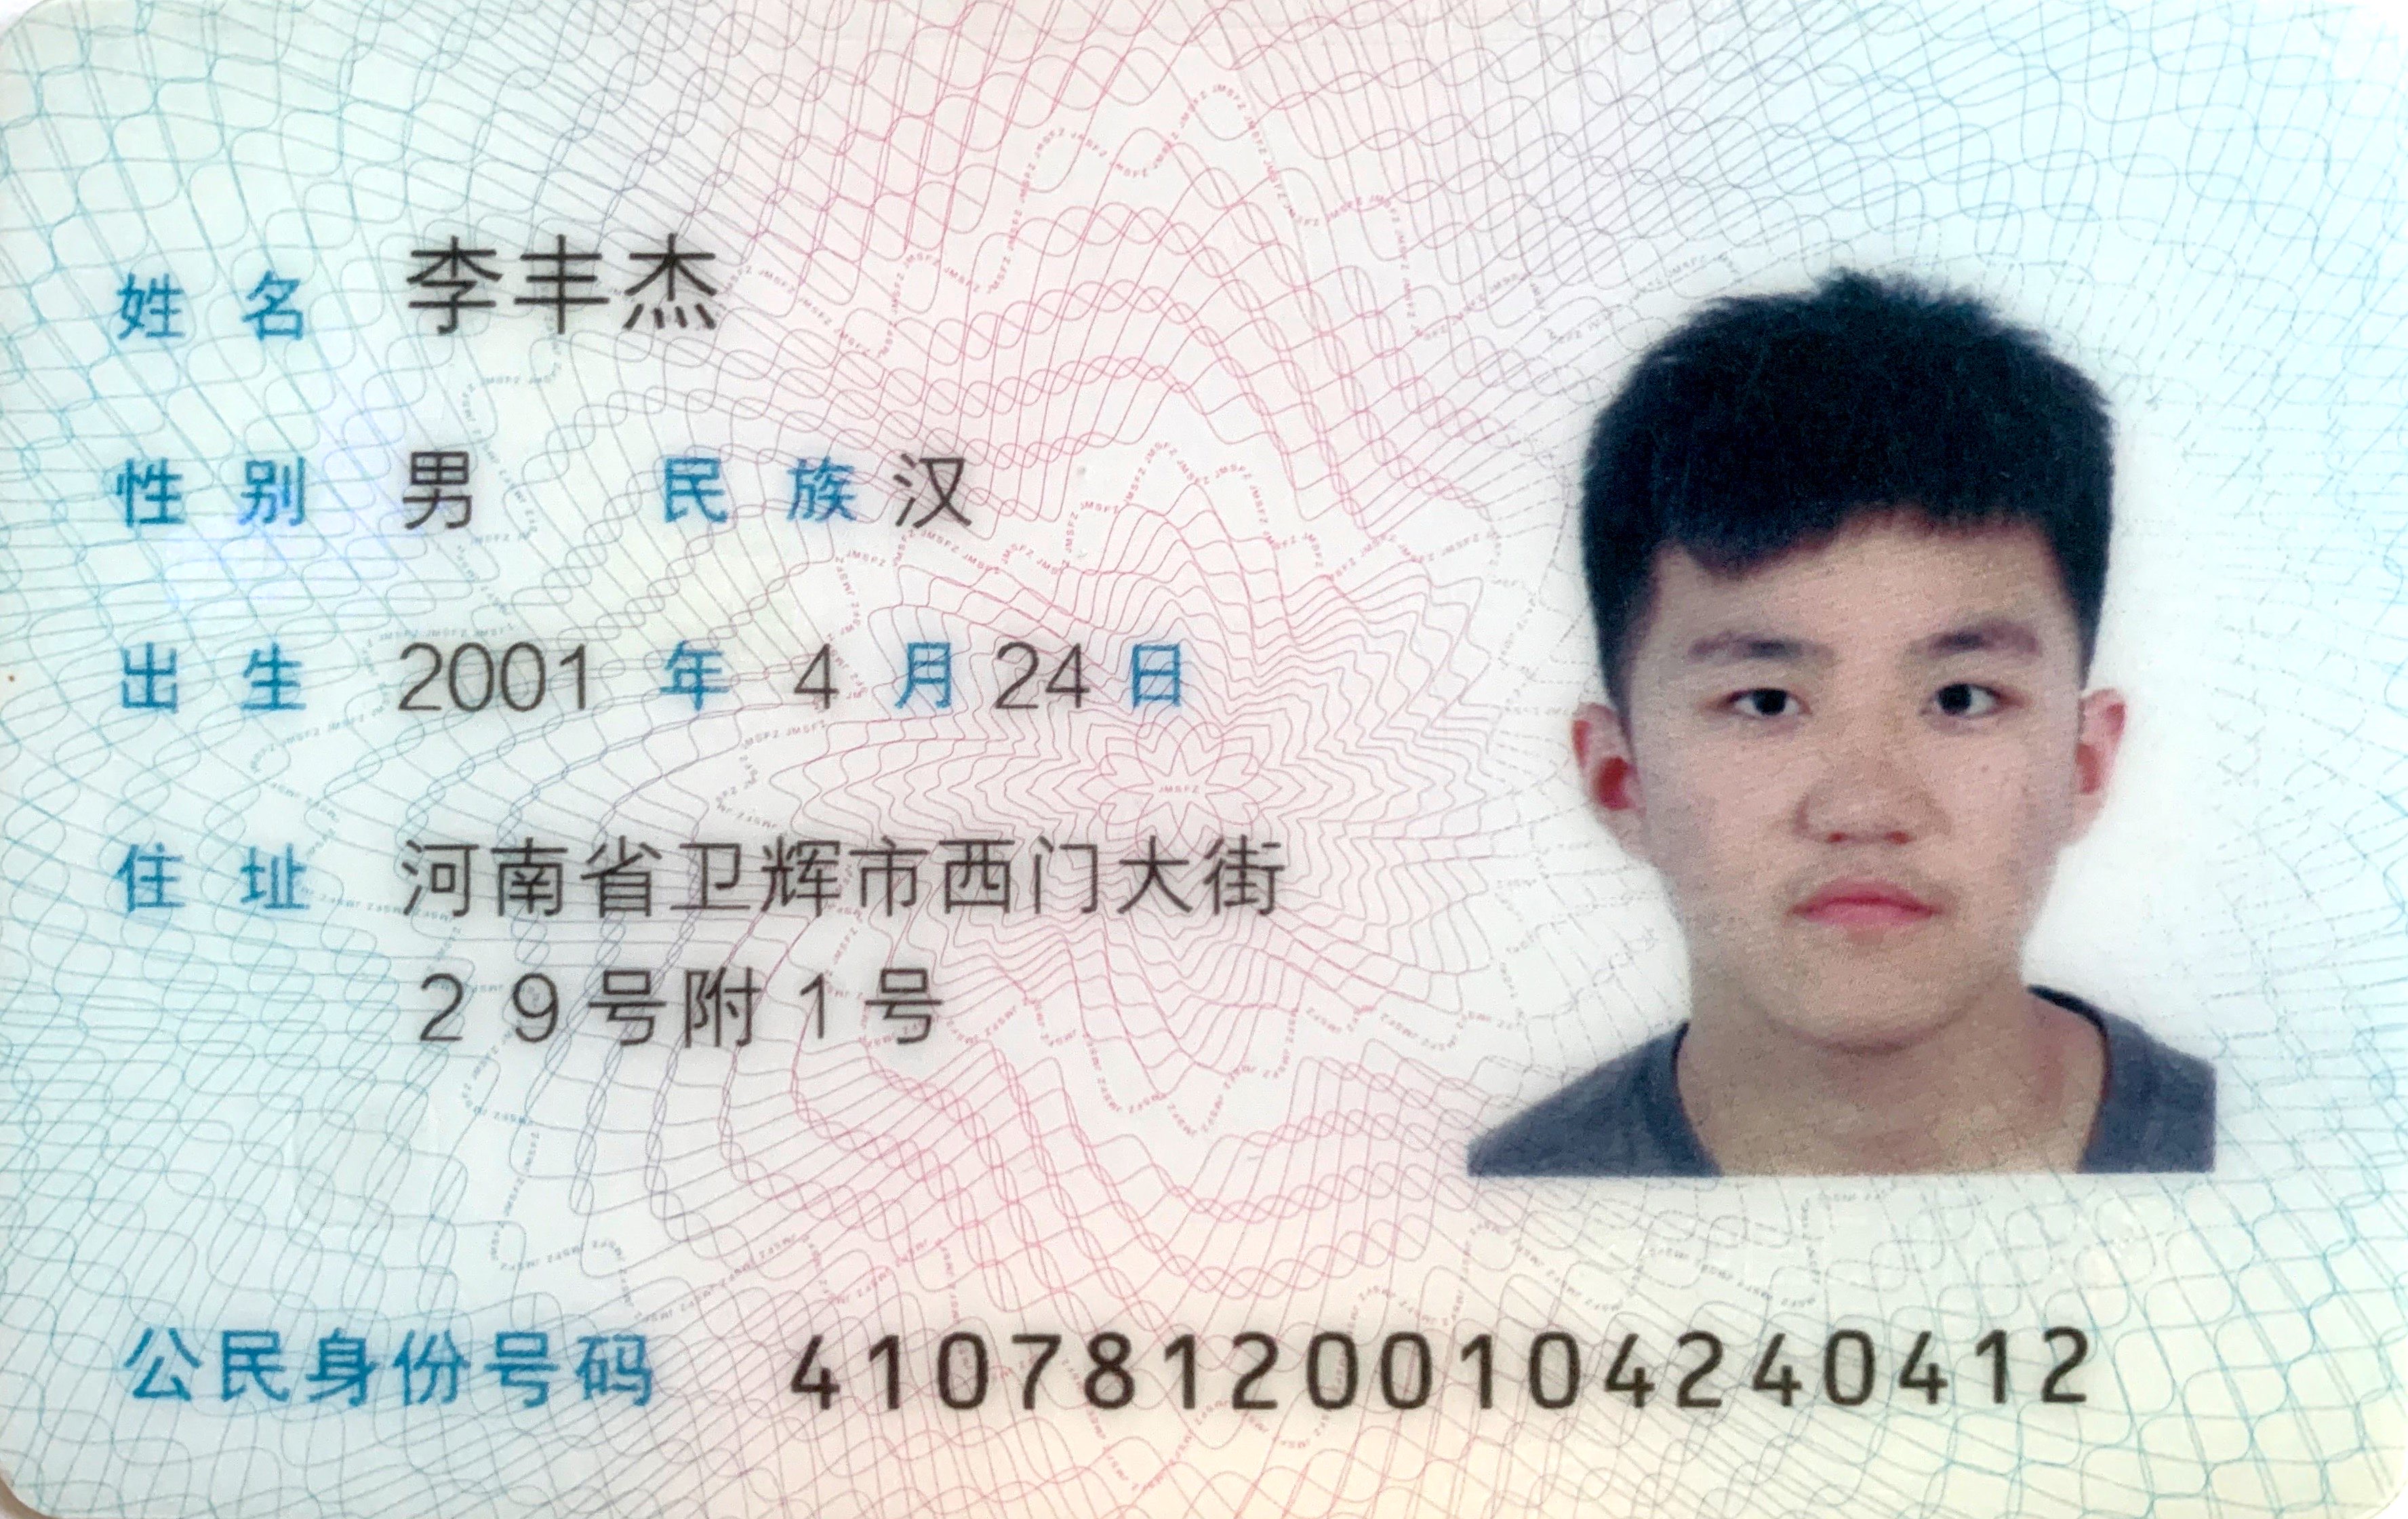 姓名 李丰杰
性别 男 民族 汉
出生 2001 年 4 月 24 日
住址 河南省卫辉市西门大街
29号附1号
公民身份号码 410781200104240412